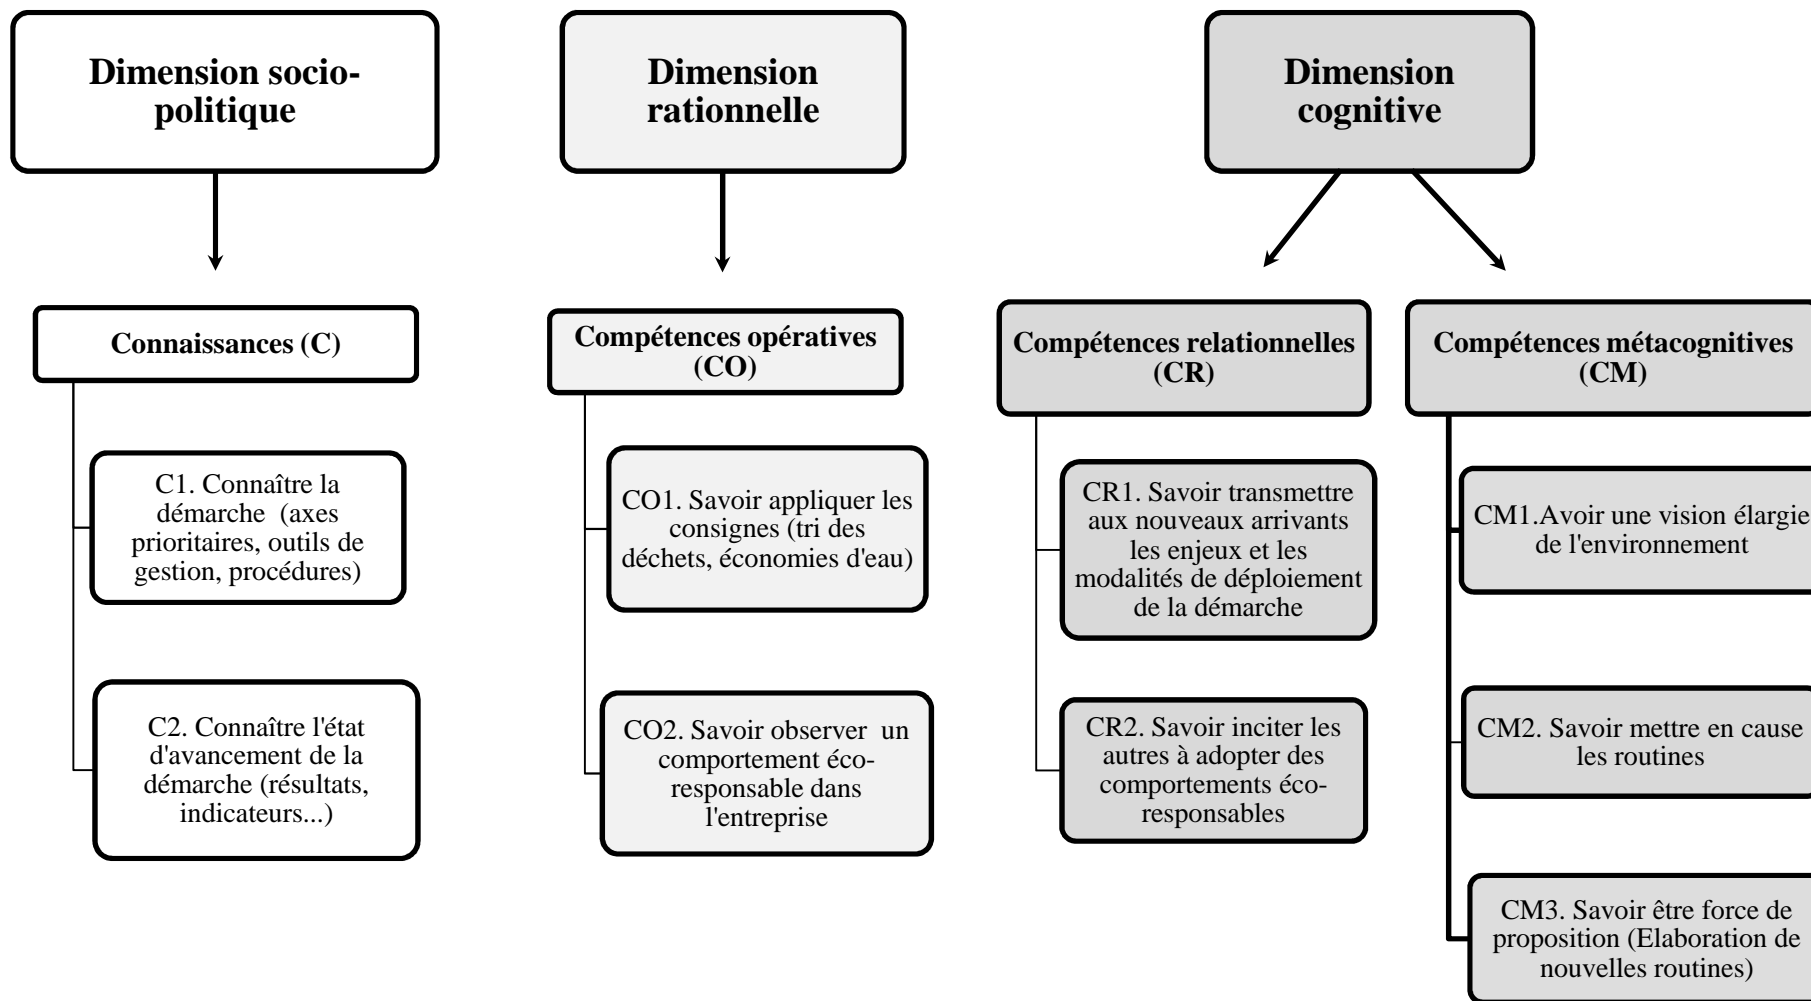 Dimension socio-
politique
Dimension
rationnelle
Dimension
cognitive
Connaissances (C)
Compétences opératives
(CO)
Compétences relationnelles
(CR)
Compétences métacognitives
(CM)
C1. Connaître la
démarche (axes
prioritaires, outils de
gestion, procédures)
C2. Connaître l'état
d'avancement de la
démarche (résultats,
indicateurs...)
CO1. Savoir appliquer les
consignes (tri des
déchets, économies d'eau)
CO2. Savoir observer un
comportement éco-
responsable dans
l'entreprise
CR1. Savoir transmettre
aux nouveaux arrivants
les enjeux et les
modalités de déploiement
de la démarche
CR2. Savoir inciter les
autres à adopter des
comportements éco-
responsables
CM1.Avoir une vision élargie
de l'environnement
CM2. Savoir mettre en cause
les routines
CM3. Savoir être force de
proposition (Elaboration de
nouvelles routines)